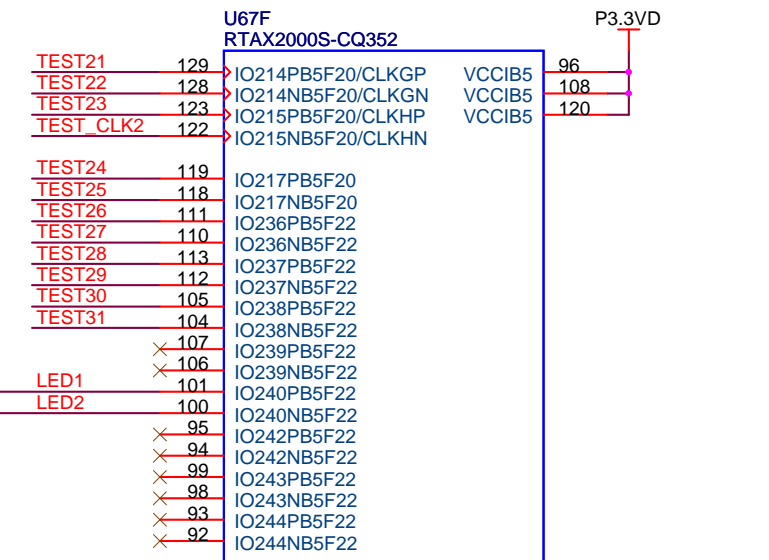 U67F P3.3VD
RTAX2000S-CQ352
TEST21 129 IO214PB5F20/CLKGP VCCIB5 96
TEST22 128 IO214NB5F20/CLKGN VCCIB5 108
TEST23 123 IO215PB5F20/CLKHP VCCIB5 120
TEST_CLK2 122 IO215NB5F20/CLKHN
TEST24 119 IO217PB5F20
TEST25 118 IO217NB5F20
TEST26 111 IO236PB5F22
TEST27 110 IO236NB5F22
TEST28 113 IO237PB5F22
TEST29 112 IO237NB5F22
TEST30 105 IO238PB5F22
TEST31 104 IO238NB5F22
107 IO239PB5F22
106 IO239NB5F22
LED1 101 IO240PB5F22
LED2 100 IO240NB5F22
95 IO242PB5F22
94 IO242NB5F22
99 IO243PB5F22
98 IO243NB5F22
93 IO244PB5F22
92 IO244NB5F22